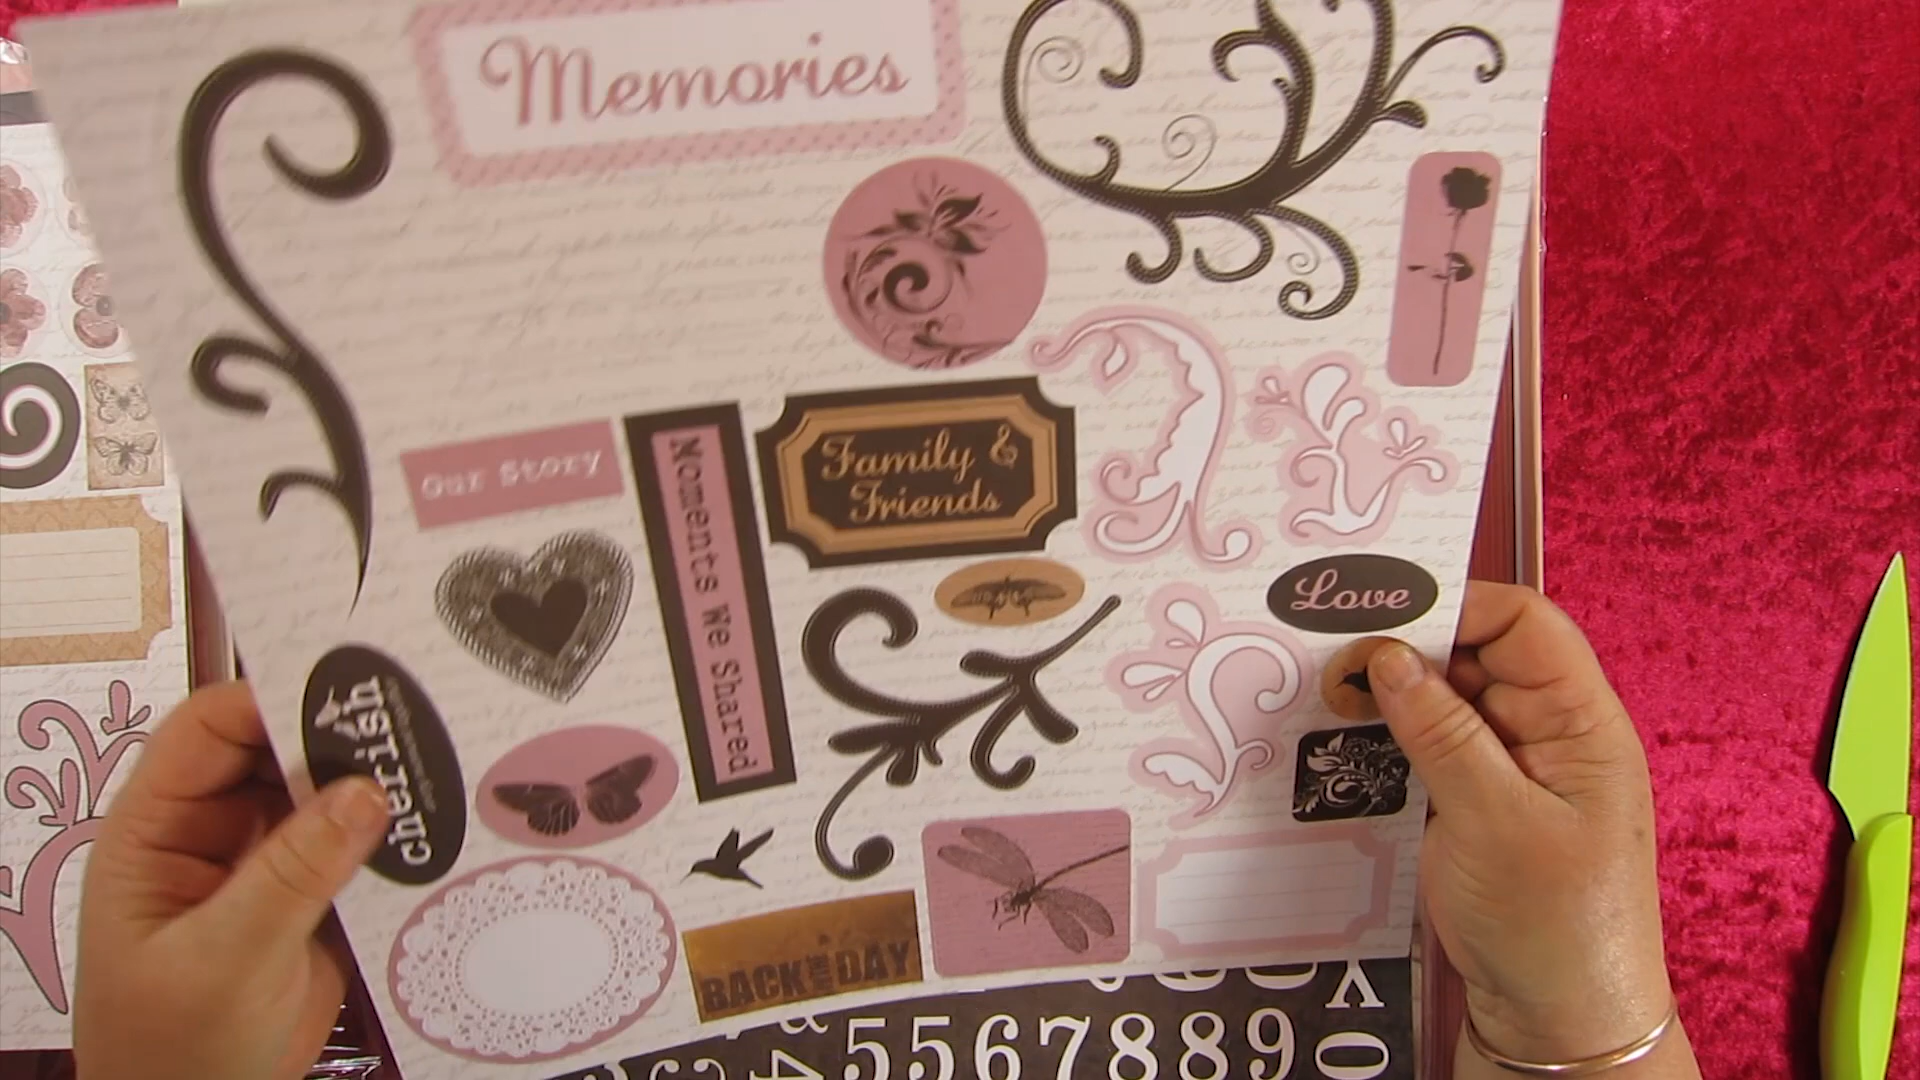 Memories
Our Story
Moments We Shared
Family &
Friends
Love
cherish
BACK IN THE DAY
5567889